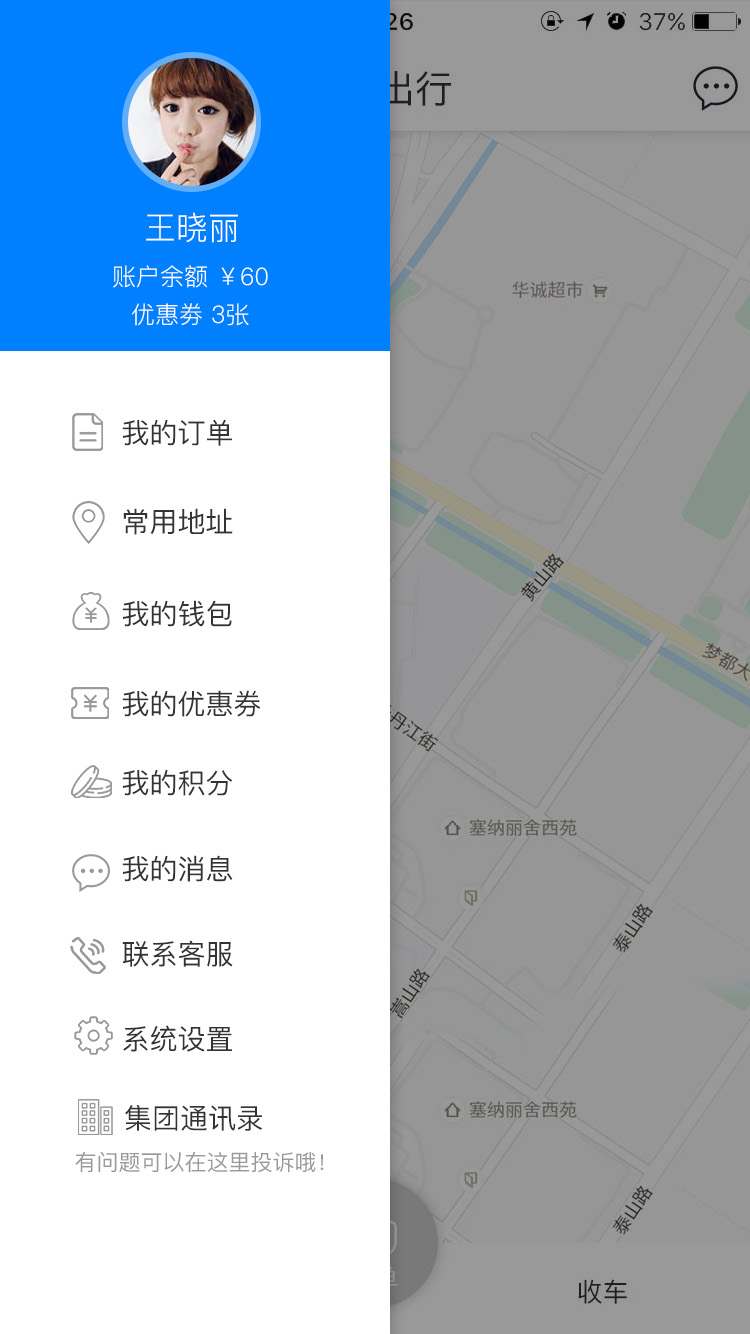 26
37%
出行
王晓丽
账户余额 ￥60
优惠券 3张
我的订单
常用地址
我的钱包
我的优惠券
我的积分
我的消息
联系客服
系统设置
集团通讯录
有问题可以在这里投诉哦！
华诚超市
黄山路
梦都大
丹江街
塞纳丽舍西苑
泰山路
嵩山路
塞纳丽舍西苑
泰山路
收车